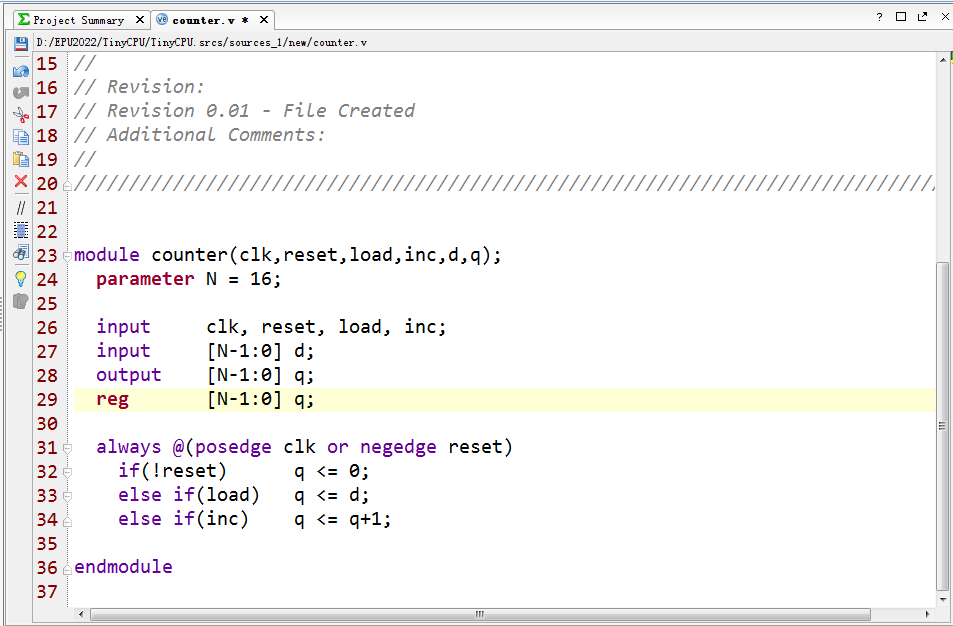 Project Summary × counter.v * × ?
D:/EPU2022/TinyCPU/TinyCPU.srcs/sources_1/new/counter.v
15 //
16 // Revision:
17 // Revision 0.01 - File Created
18 // Additional Comments:
19 //
20 //////////////////////////////////////////////////////////////////////////////
21
22
23 module counter(clk,reset,load,inc,d,q);
24   parameter N = 16;
25
26   input     clk, reset, load, inc;
27   input     [N-1:0] d;
28   output    [N-1:0] q;
29   reg       [N-1:0] q;
30
31   always @(posedge clk or negedge reset)
32     if(!reset)      q <= 0;
33     else if(load)   q <= d;
34     else if(inc)    q <= q+1;
35
36 endmodule
37